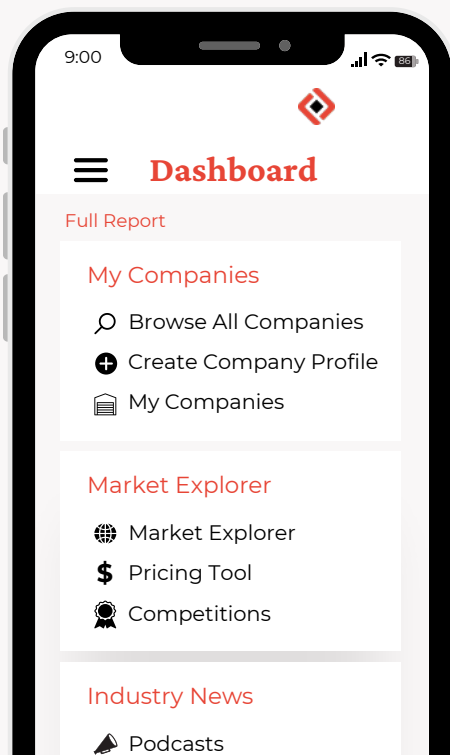 9:00
86
Dashboard
Full Report
My Companies
Browse All Companies
Create Company Profile
My Companies
Market Explorer
Market Explorer
$ Pricing Tool
Competitions
Industry News
Podcasts